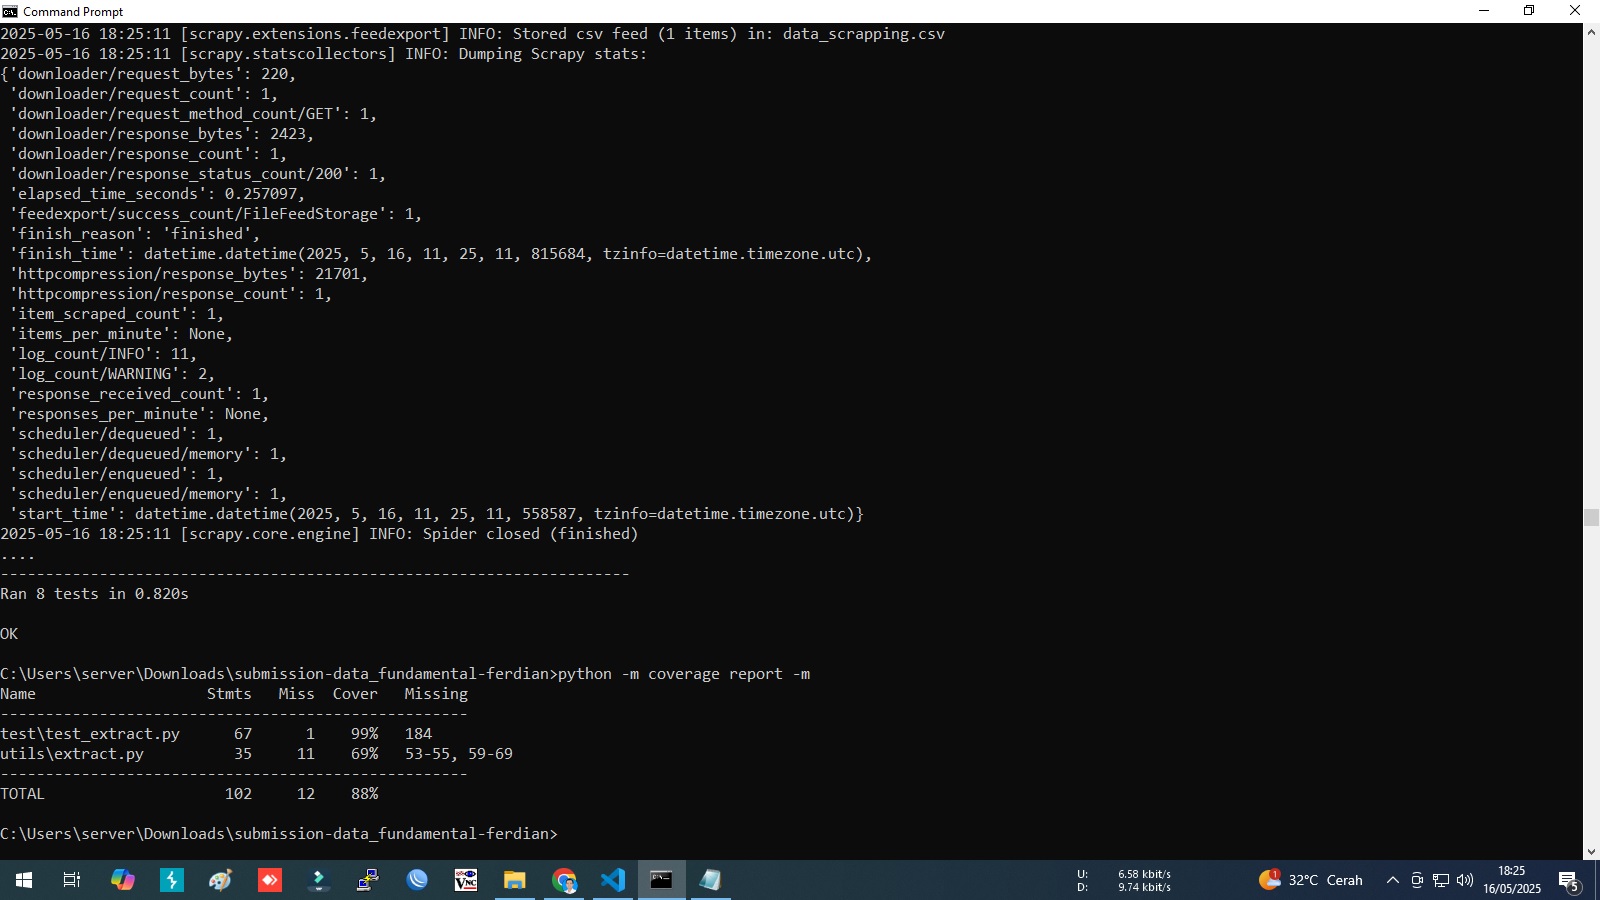 Command Prompt
2025-05-16 18:25:11 [scrapy.extensions.feedexport] INFO: Stored csv feed (1 items) in: data_scrapping.csv
2025-05-16 18:25:11 [scrapy.statscollectors] INFO: Dumping Scrapy stats:
{'downloader/request_bytes': 220,
 'downloader/request_count': 1,
 'downloader/request_method_count/GET': 1,
 'downloader/response_bytes': 2423,
 'downloader/response_count': 1,
 'downloader/response_status_count/200': 1,
 'elapsed_time_seconds': 0.257097,
 'feedexport/success_count/FileFeedStorage': 1,
 'finish_reason': 'finished',
 'finish_time': datetime.datetime(2025, 5, 16, 11, 25, 11, 815684, tzinfo=datetime.timezone.utc),
 'httpcompression/response_bytes': 21701,
 'httpcompression/response_count': 1,
 'item_scraped_count': 1,
 'items_per_minute': None,
 'log_count/INFO': 11,
 'log_count/WARNING': 2,
 'response_received_count': 1,
 'responses_per_minute': None,
 'scheduler/dequeued': 1,
 'scheduler/dequeued/memory': 1,
 'scheduler/enqueued': 1,
 'scheduler/enqueued/memory': 1,
 'start_time': datetime.datetime(2025, 5, 16, 11, 25, 11, 558587, tzinfo=datetime.timezone.utc)}
2025-05-16 18:25:11 [scrapy.core.engine] INFO: Spider closed (finished)
....
----------------------------------------------------------------------
Ran 8 tests in 0.820s
OK
C:\Users\server\Downloads\submission-data_fundamental-ferdian>python -m coverage report -m
Name                   Stmts   Miss  Cover   Missing
----------------------------------------------------
test\test_extract.py      67      1    99%   184
utils\extract.py          35     11    69%   53-55, 59-69
----------------------------------------------------
TOTAL                    102     12    88%
C:\Users\server\Downloads\submission-data_fundamental-ferdian>
VNC
U: 6.58 kbit/s
D: 9.74 kbit/s
1
32°C Cerah
18:25
16/05/2025
5